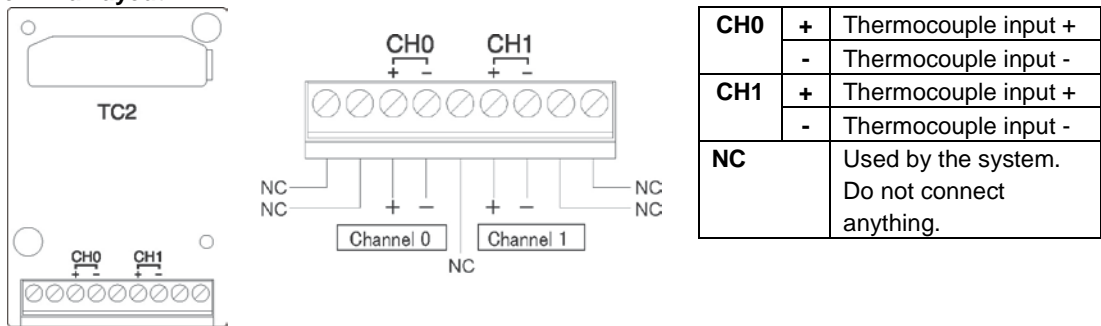 TC2
CH0 CH1
+ - + -
CH0 CH1
+ - + -
NC NC
NC NC
+ - + -
Channel 0 Channel 1
NC
CH0 + Thermocouple input +
- Thermocouple input -
CH1 + Thermocouple input +
- Thermocouple input -
NC Used by the system.
Do not connect
anything.